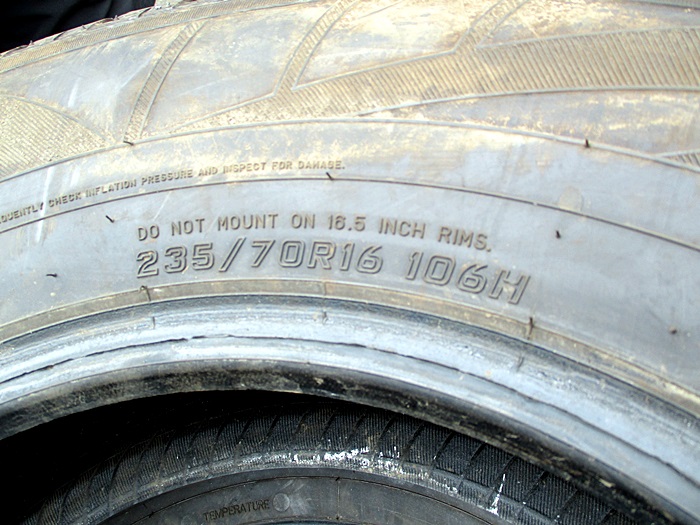 CHECK INFLATION PRESSURE AND INSPECT FOR DAMAGE.
DO NOT MOUNT ON 16.5 INCH RIMS.
235/70R16 106H
TEMPERATURE